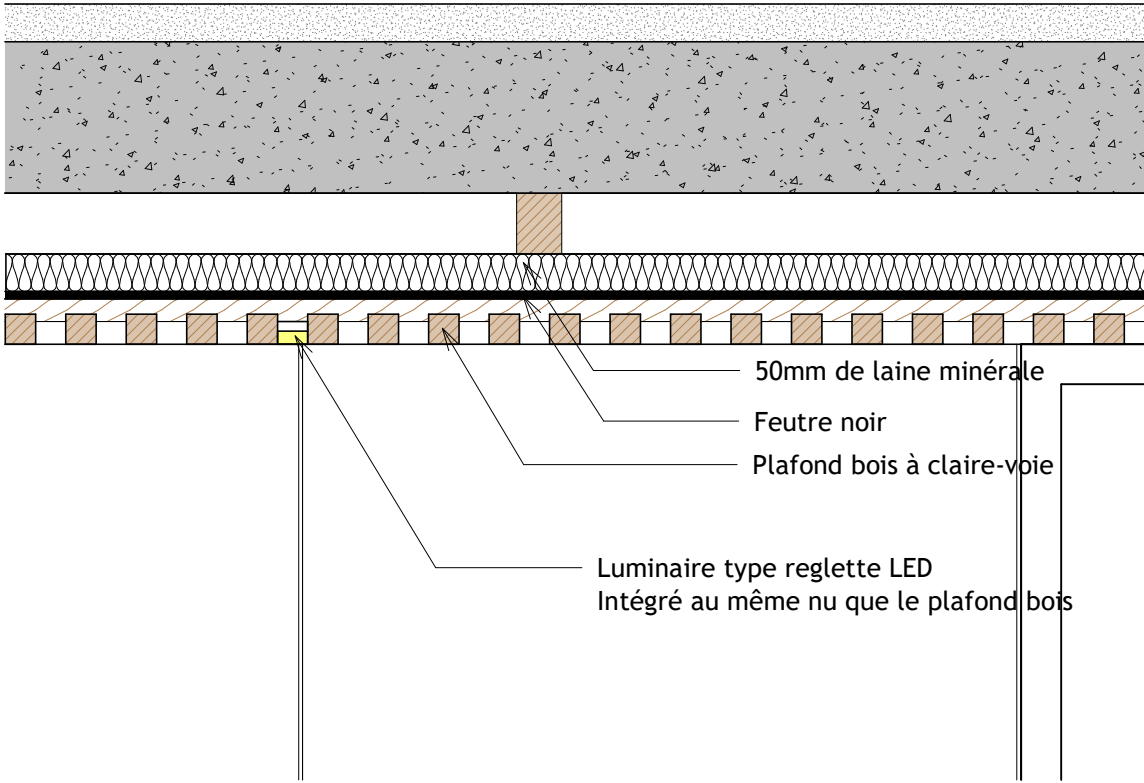 50mm de laine minérale
Feutre noir
Plafond bois à claire-voie
Luminaire type reglette LED
Intégré au même nu que le plafond bois